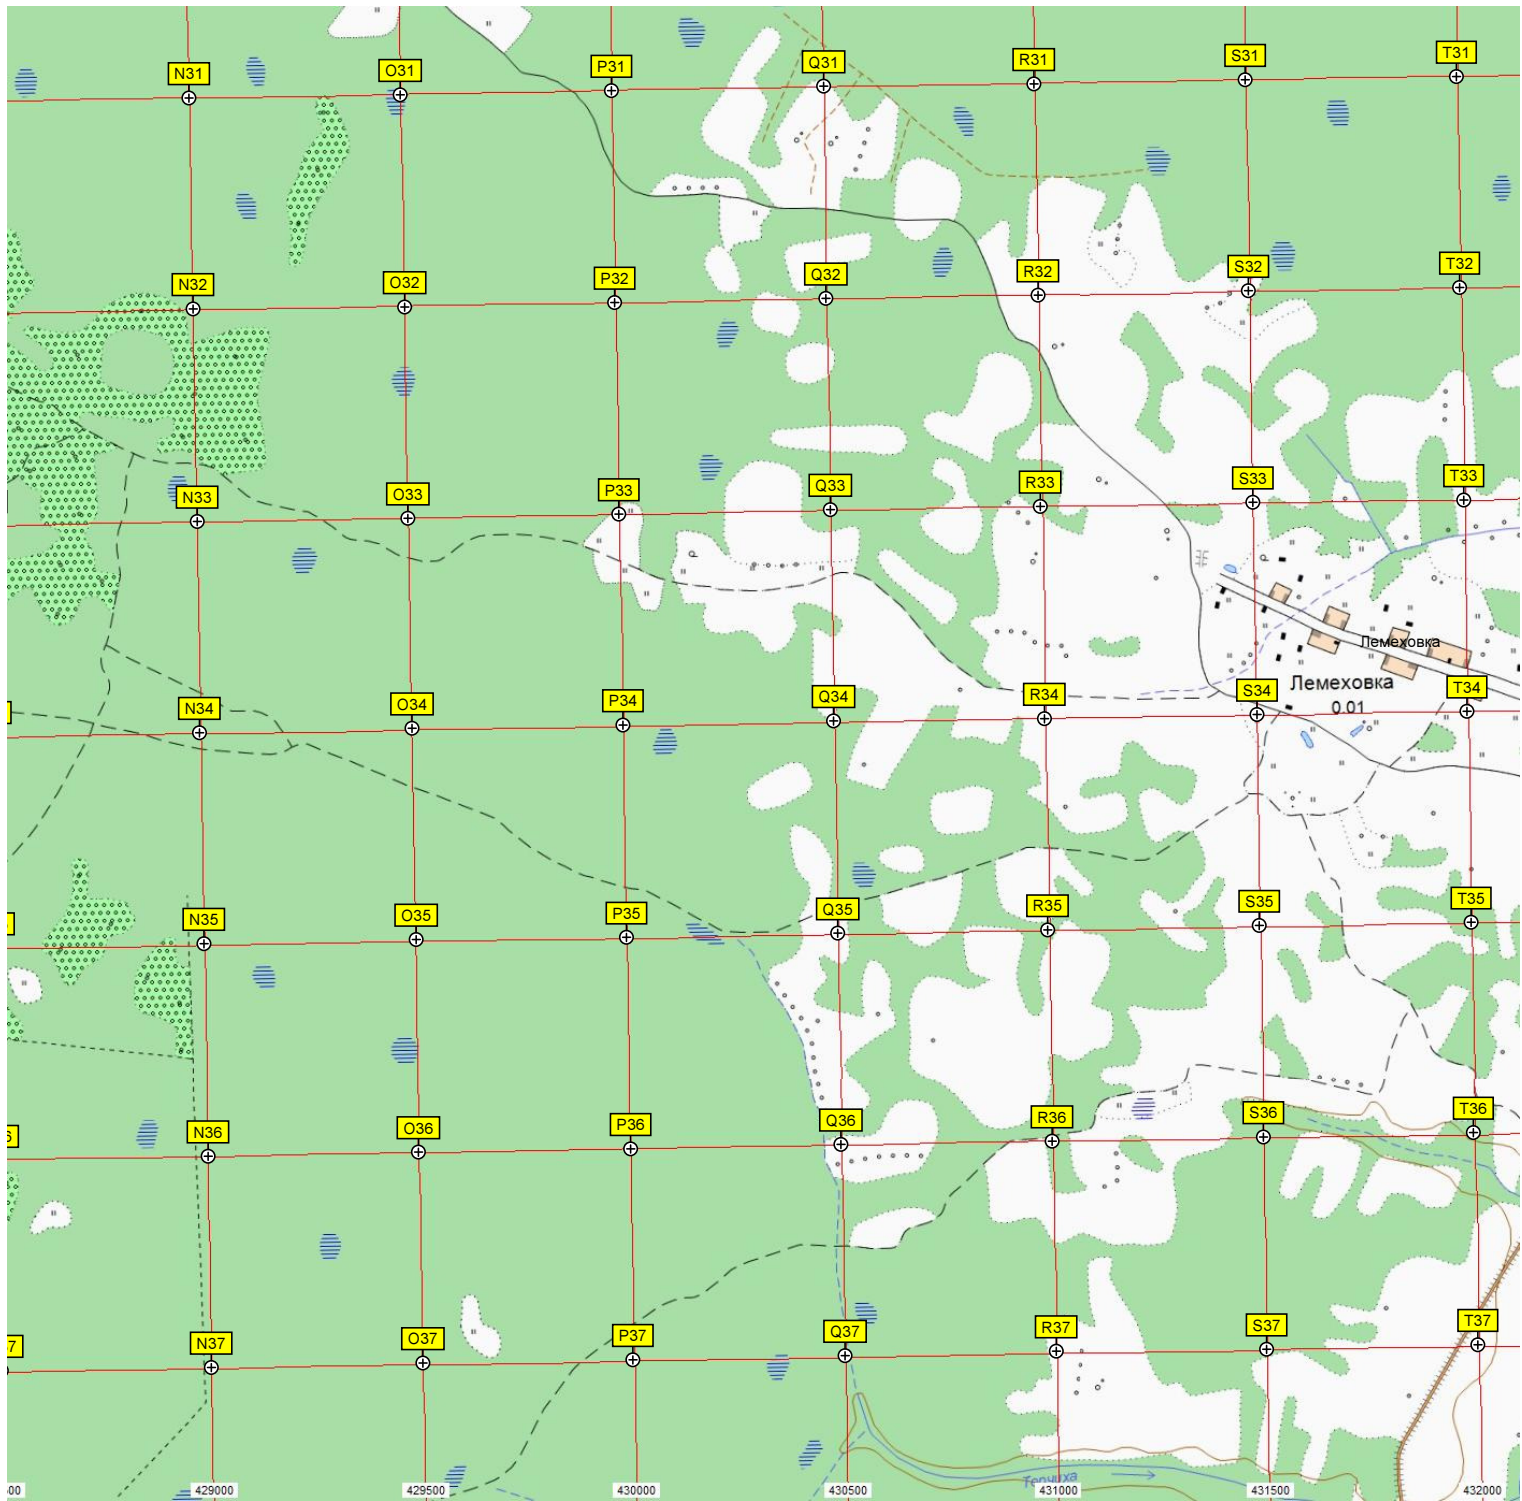 N31 O31 P31 Q31 R31 S31 T31
N32 O32 P32 Q32 R32 S32 T32
N33 O33 P33 Q33 R33 S33 T33
Лемеховка
Лемеховка
0.01
N34 O34 P34 Q34 R34 S34 T34
N35 O35 P35 Q35 R35 S35 T35
N36 O36 P36 Q36 R36 S36 T36
N37 O37 P37 Q37 R37 S37 T37
429000 429500 430000 430500 431000 431500 432000